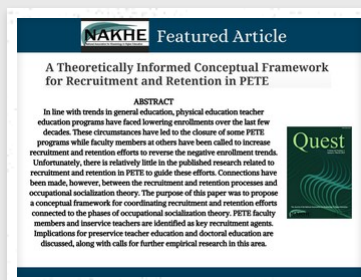 NAKHE Featured Article
A Theoretically Informed Conceptual Framework
for Recruitment and Retention in PETE
ABSTRACT
In line with trends in general education, physical education teacher
education programs have faced lowering enrollments over the last few
decades. These circumstances have led to the closure of some PETE
programs while faculty members at others have been called to increase
recruitment and retention efforts to reverse the negative enrollment trends.
Unfortunately, there is relatively little in the published research related to
recruitment and retention in PETE to guide these efforts. Connections have
been made, however, between the recruitment and retention processes and
occupational socialization theory. The purpose of this paper was to propose
a conceptual framework for coordinating recruitment and retention efforts
connected to the phases of occupational socialization theory. PETE faculty
members and inservice teachers are identified as key recruitment agents.
Implications for preservice teacher education and doctoral education are
discussed, along with calls for further empirical research in this area.
Quest